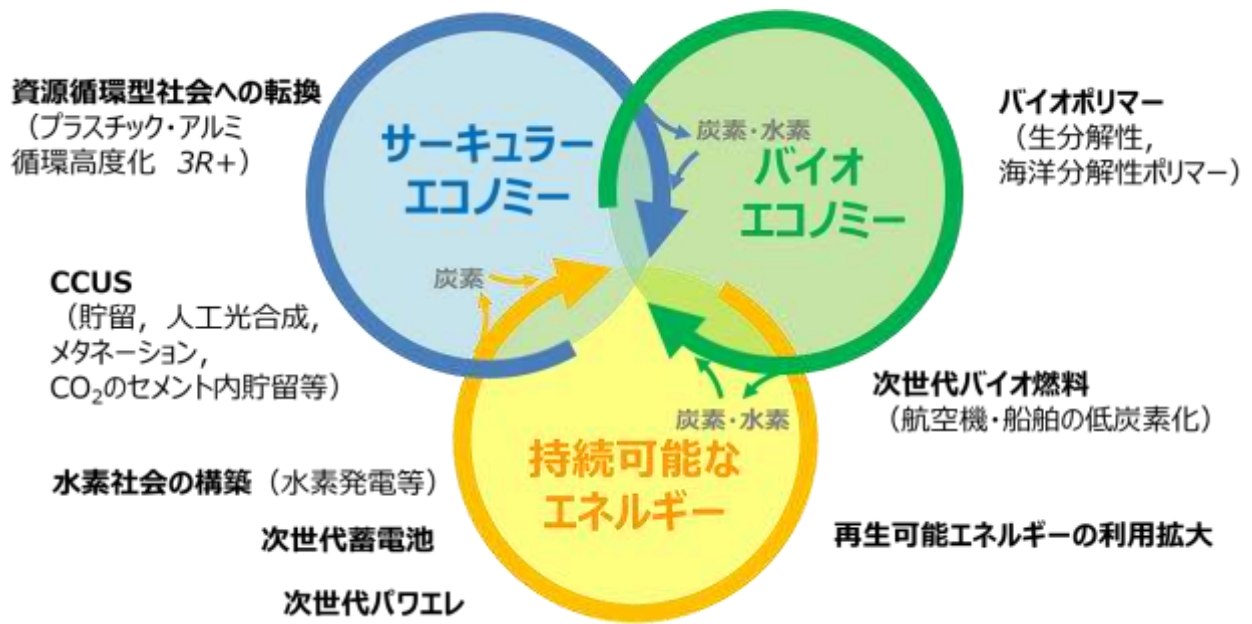 資源循環型社会への転換
（プラスチック・アルミ
循環高度化 3R+）
サーキュラー
エコノミー
炭素・水素
バイオ
エコノミー
バイオポリマー
（生分解性,
海洋分解性ポリマー）
CCUS
（貯留, 人工光合成,
メタネーション,
CO₂のセメント内貯留等）
炭素
炭素・水素
次世代バイオ燃料
（航空機・船舶の低炭素化）
持続可能な
エネルギー
水素社会の構築（水素発電等）
次世代蓄電池
次世代パワエレ
再生可能エネルギーの利用拡大